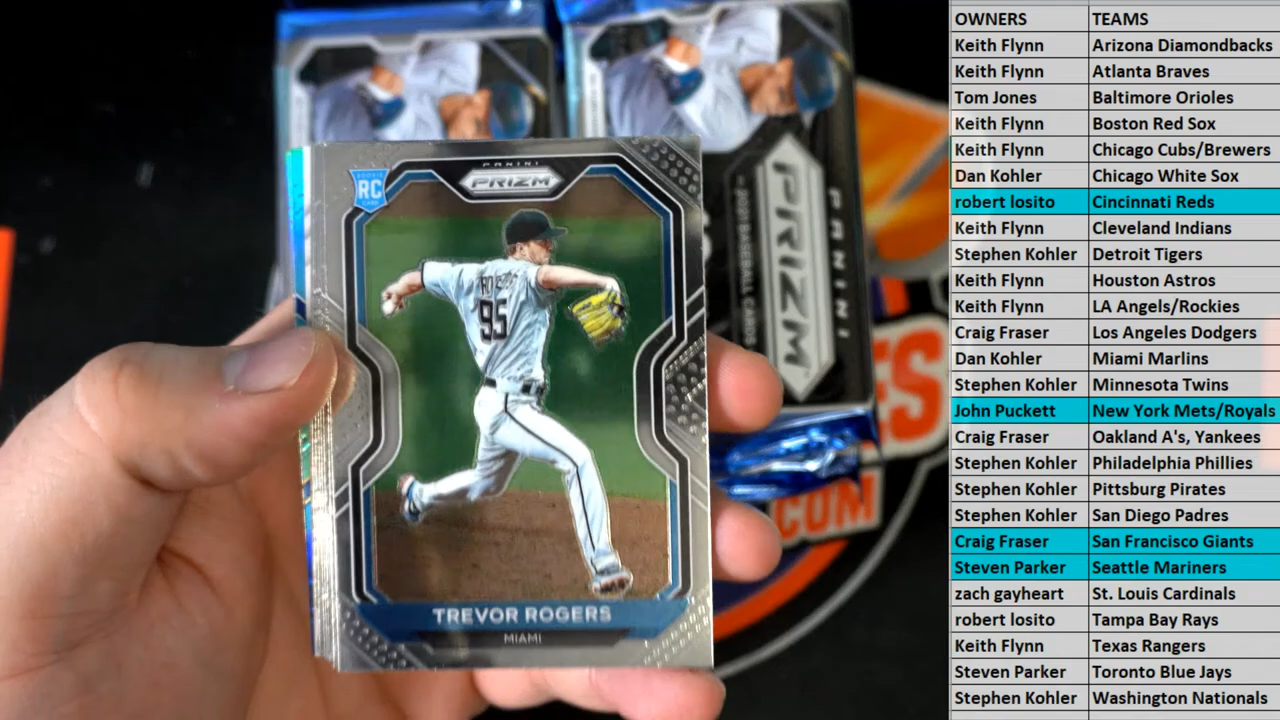 PANINI
PRIZM
ROOKIE
RC
CARD
95
TREVOR ROGERS
MIAMI
PANINI
PRIZM
2021 BASEBALL CARDS
ES
.COM
OWNERS TEAMS
Keith Flynn Arizona Diamondbacks
Keith Flynn Atlanta Braves
Tom Jones Baltimore Orioles
Keith Flynn Boston Red Sox
Keith Flynn Chicago Cubs/Brewers
Dan Kohler Chicago White Sox
robert losito Cincinnati Reds
Keith Flynn Cleveland Indians
Stephen Kohler Detroit Tigers
Keith Flynn Houston Astros
Keith Flynn LA Angels/Rockies
Craig Fraser Los Angeles Dodgers
Dan Kohler Miami Marlins
Stephen Kohler Minnesota Twins
John Puckett New York Mets/Royals
Craig Fraser Oakland A's, Yankees
Stephen Kohler Philadelphia Phillies
Stephen Kohler Pittsburg Pirates
Stephen Kohler San Diego Padres
Craig Fraser San Francisco Giants
Steven Parker Seattle Mariners
zach gayheart St. Louis Cardinals
robert losito Tampa Bay Rays
Keith Flynn Texas Rangers
Steven Parker Toronto Blue Jays
Stephen Kohler Washington Nationals